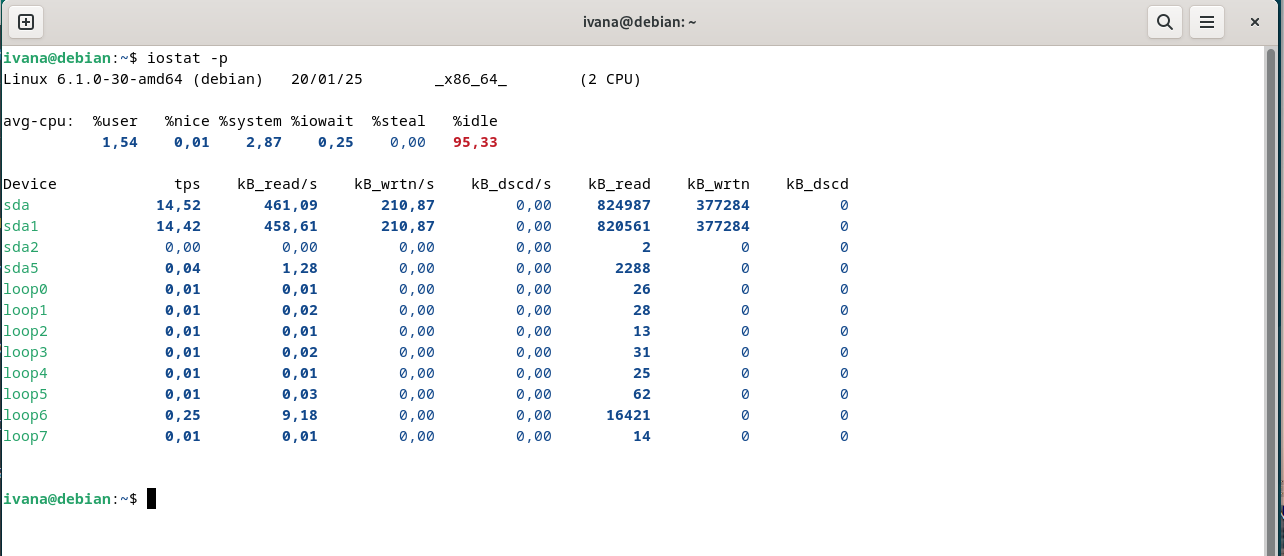 ivana@debian: ~
ivana@debian:~$ iostat -p
Linux 6.1.0-30-amd64 (debian)   20/01/25        _x86_64_        (2 CPU)
avg-cpu:  %user   %nice %system %iowait  %steal   %idle
           1,54    0,01    2,87    0,25    0,00   95,33
Device             tps    kB_read/s    kB_wrtn/s    kB_dscd/s    kB_read    kB_wrtn    kB_dscd
sda              14,52       461,09       210,87         0,00     824987     377284          0
sda1             14,42       458,61       210,87         0,00     820561     377284          0
sda2              0,00         0,00         0,00         0,00          2          0          0
sda5              0,04         1,28         0,00         0,00       2288          0          0
loop0             0,01         0,01         0,00         0,00         26          0          0
loop1             0,01         0,02         0,00         0,00         28          0          0
loop2             0,01         0,01         0,00         0,00         13          0          0
loop3             0,01         0,02         0,00         0,00         31          0          0
loop4             0,01         0,01         0,00         0,00         25          0          0
loop5             0,01         0,03         0,00         0,00         62          0          0
loop6             0,25         9,18         0,00         0,00      16421          0          0
loop7             0,01         0,01         0,00         0,00         14          0          0
ivana@debian:~$